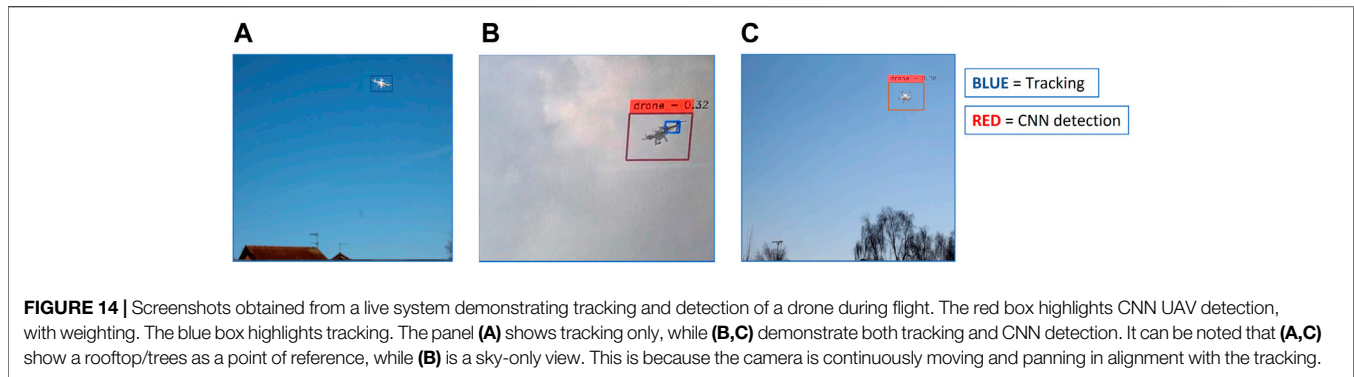 A
B
C
drone - 0.32
drone
BLUE = Tracking
RED = CNN detection
FIGURE 14 | Screenshots obtained from a live system demonstrating tracking and detection of a drone during flight. The red box highlights CNN UAV detection,
with weighting. The blue box highlights tracking. The panel (A) shows tracking only, while (B,C) demonstrate both tracking and CNN detection. It can be noted that (A,C)
show a rooftop/trees as a point of reference, while (B) is a sky-only view. This is because the camera is continuously moving and panning in alignment with the tracking.